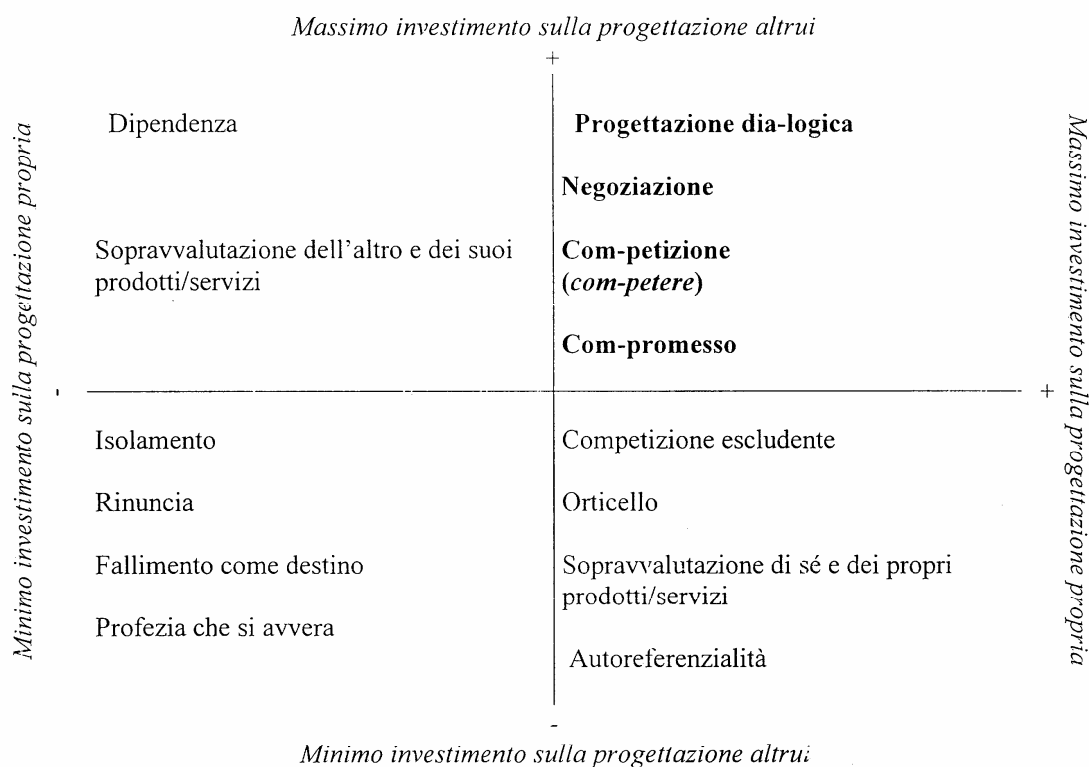 Massimo investimento sulla progettazione altrui
+
Minimo investimento sulla progettazione propria
Massimo investimento sulla progettazione propria
Dipendenza
Sopravvalutazione dell'altro e dei suoi
prodotti/servizi
Progettazione dia-logica
Negoziazione
Com-petizione
(com-petere)
Com-promesso
-
+
Isolamento
Rinuncia
Fallimento come destino
Profezia che si avvera
Competizione escludente
Orticello
Sopravvalutazione di sé e dei propri
prodotti/servizi
Autoreferenzialità
-
Minimo investimento sulla progettazione altrui